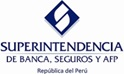 SUPERINTENDENCIA
DE BANCA, SEGUROS Y AFP
República del Perú